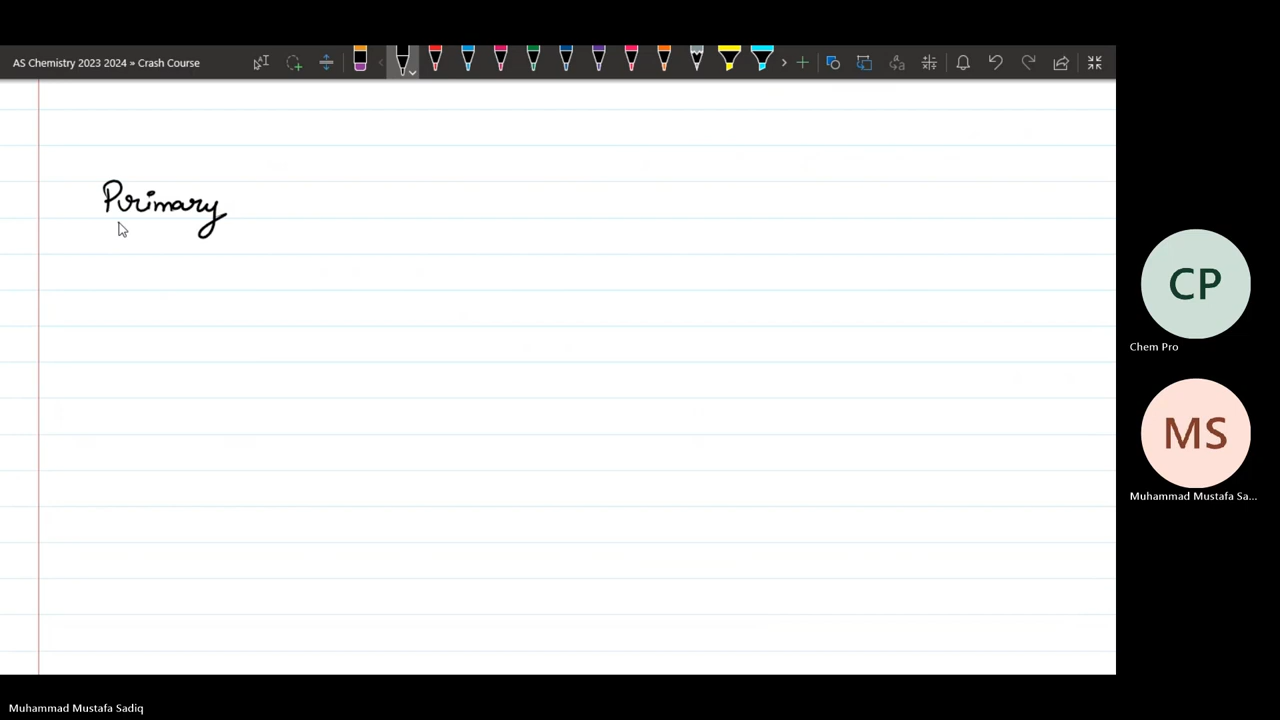 AS Chemistry 2023 2024 » Crash Course
Primary
CP
Chem Pro
MS
Muhammad Mustafa Sa...
Muhammad Mustafa Sadiq